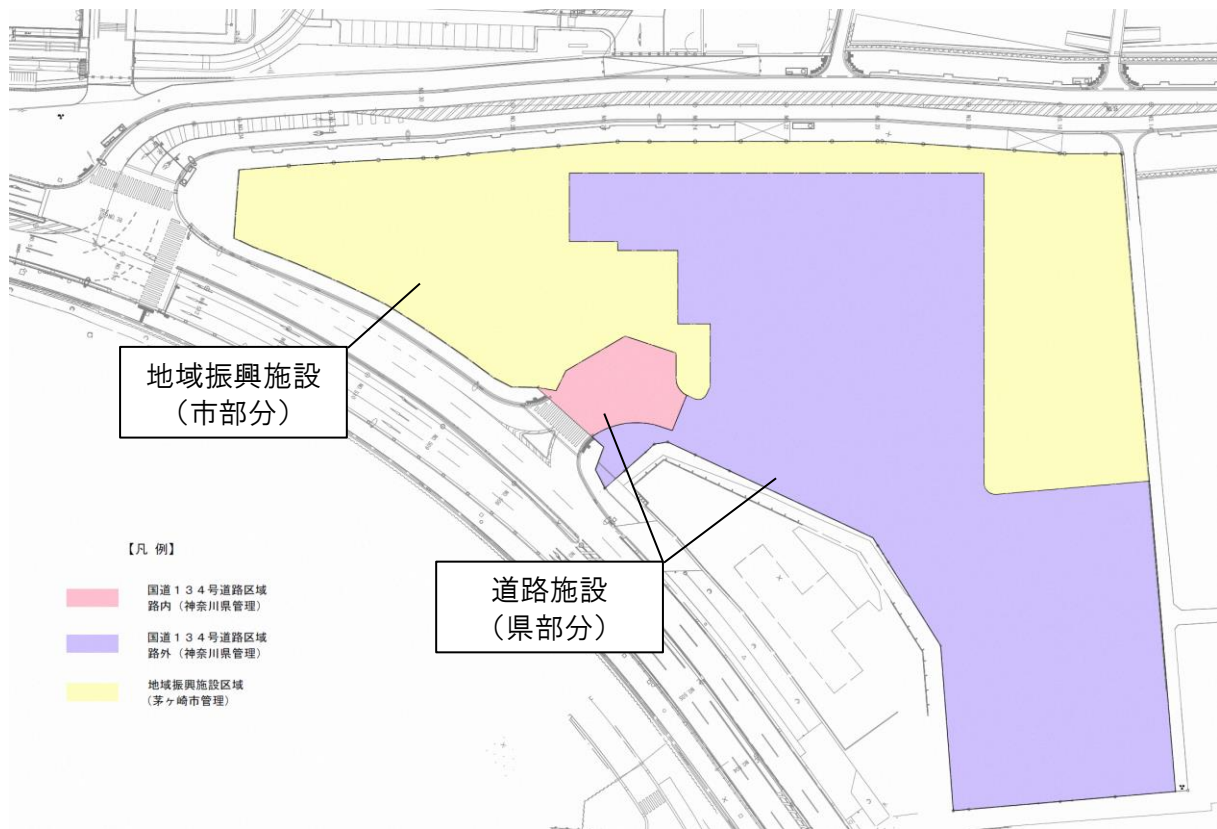 地域振興施設
（市部分）
道路施設
（県部分）
【凡 例】
国道１３４号道路区域
路内（神奈川県管理）
国道１３４号道路区域
路外（神奈川県管理）
地域振興施設区域
（茅ヶ崎市管理）